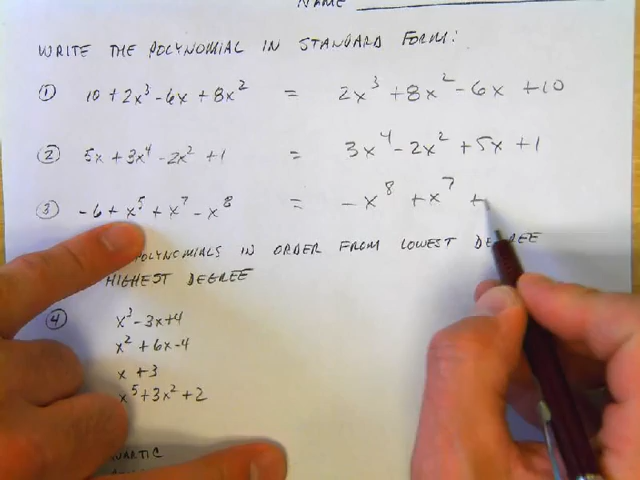 NAME
WRITE THE POLYNOMIAL IN STANDARD FORM:
① 10 + 2x³ - 6x + 8x² = 2x³ + 8x² - 6x + 10
② 5x + 3x⁴ - 2x² + 1 = 3x⁴ - 2x² + 5x + 1
③ -6 + x⁵ + x⁷ - x⁸ = -x⁸ + x⁷ +
POLYNOMIALS IN ORDER FROM LOWEST DEGREE
HIGHEST DEGREE
④ x³ - 3x + 4
x² + 6x - 4
x + 3
x⁵ + 3x² + 2